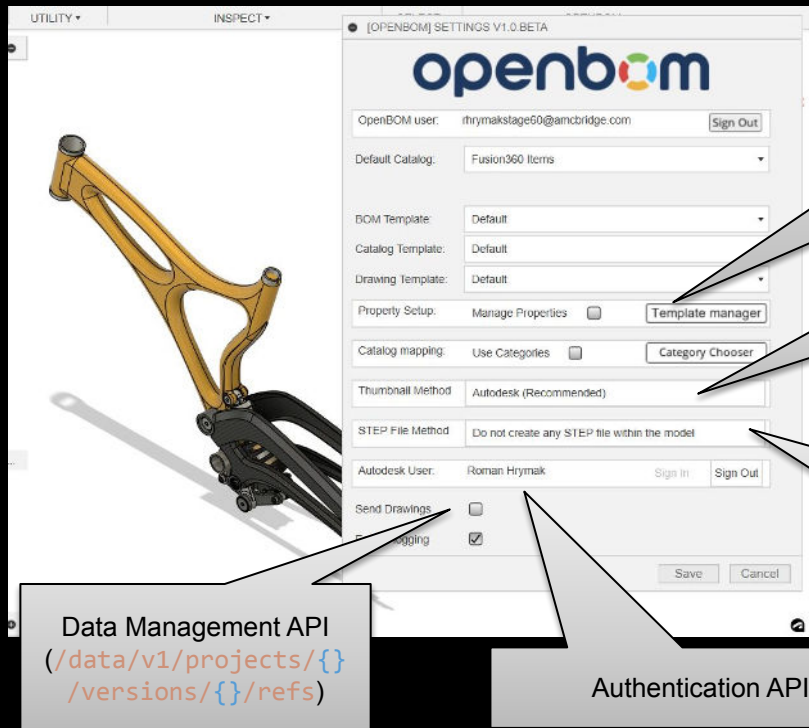 UTILITY ▾
INSPECT ▾
[OPENBOM] SETTINGS V1.0.BETA
openbom
OpenBOM user: rhrymakstage60@amcbridge.com Sign Out
Default Catalog: Fusion360 Items
BOM Template: Default
Catalog Template: Default
Drawing Template: Default
Property Setup: Manage Properties Template manager
Catalog mapping: Use Categories Category Chooser
Thumbnail Method Autodesk (Recommended)
STEP File Method Do not create any STEP file within the model
Autodesk User: Roman Hrymak Sign In Sign Out
Send Drawings
Save Cancel
Data Management API
(/data/v1/projects/{}
/versions/{}/refs)
Authentication API